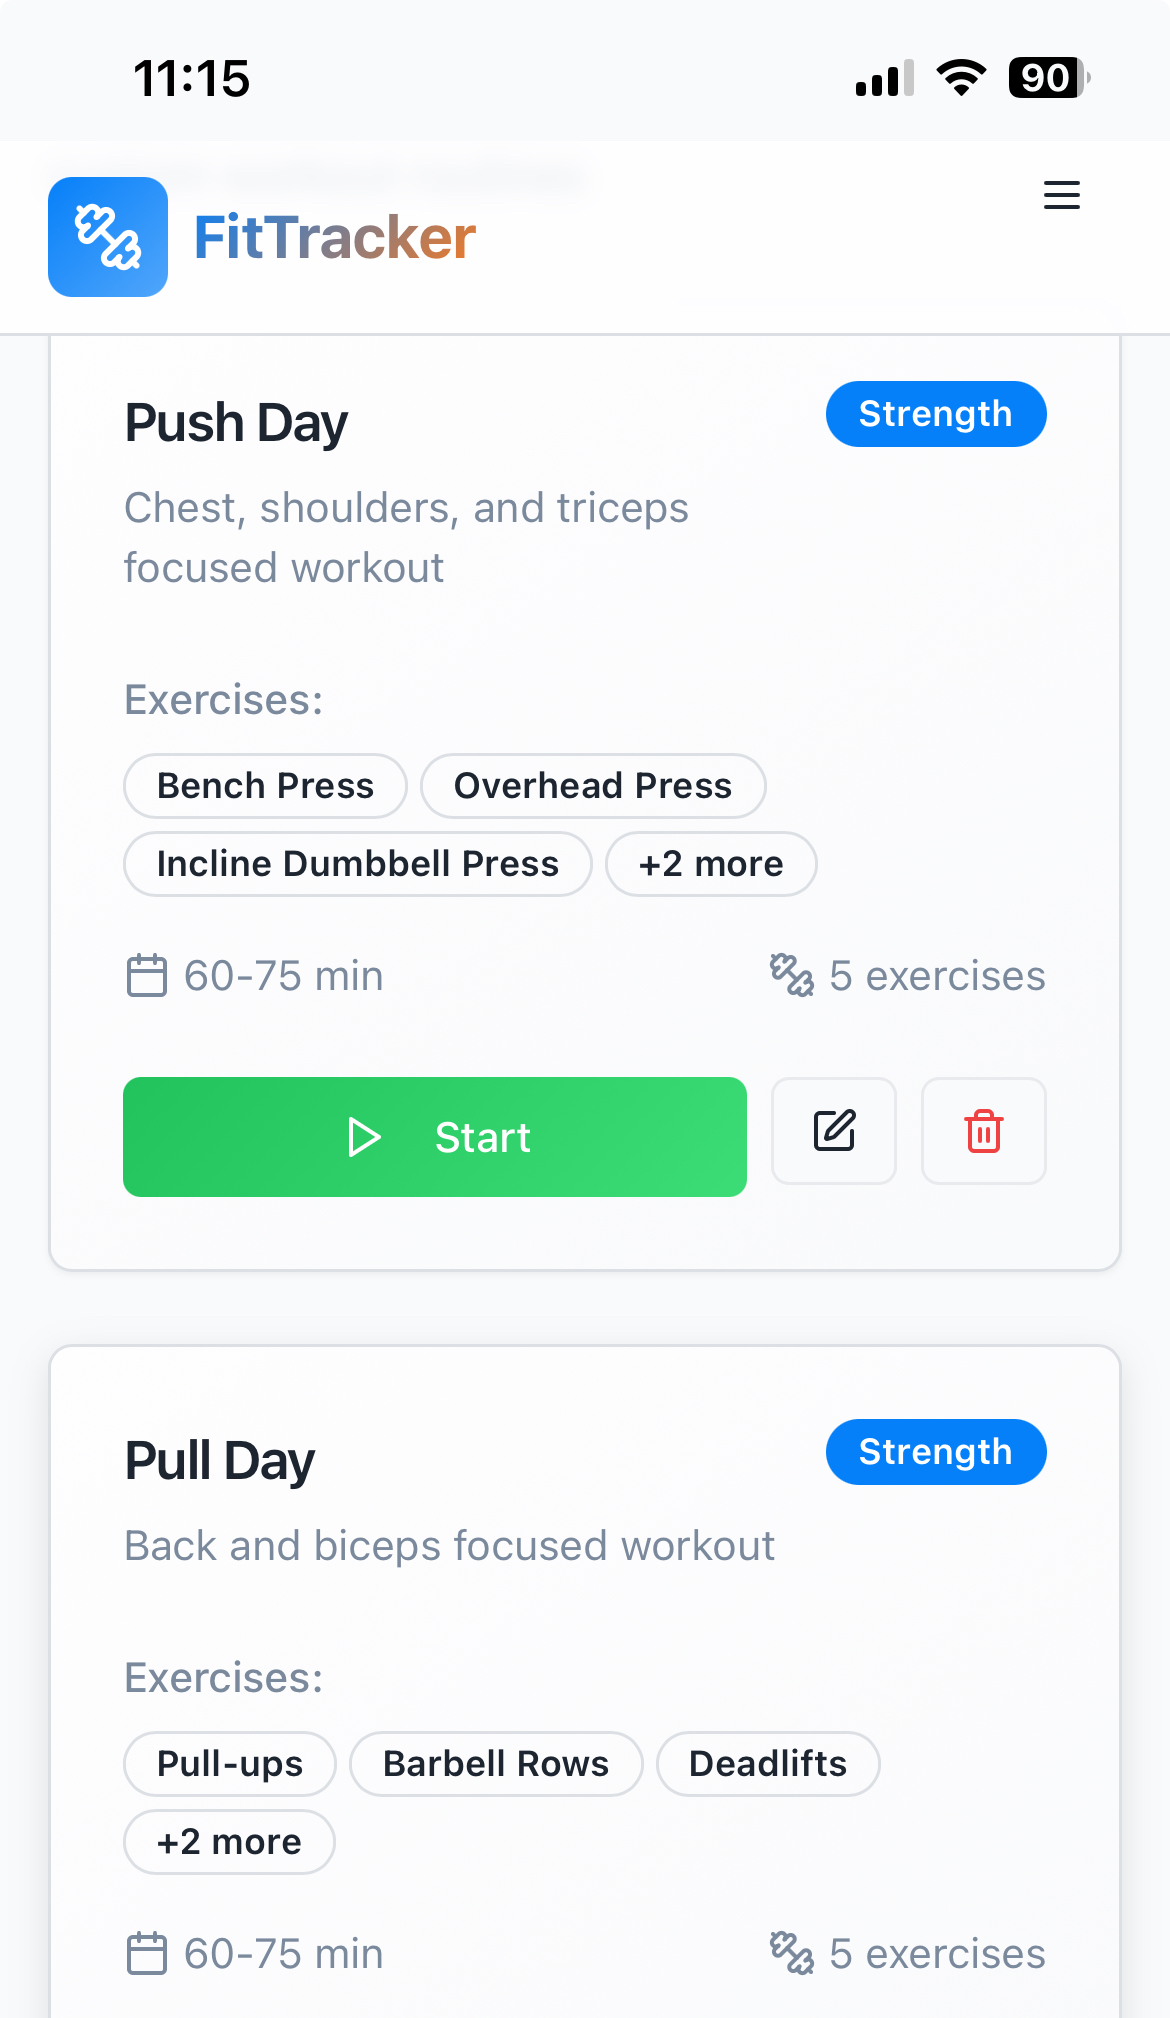 11:15
90
FitTracker
Push Day
Strength
Chest, shoulders, and triceps
focused workout
Exercises:
Bench Press
Overhead Press
Incline Dumbbell Press
+2 more
60-75 min
5 exercises
Start
Pull Day
Strength
Back and biceps focused workout
Exercises:
Pull-ups
Barbell Rows
Deadlifts
+2 more
60-75 min
5 exercises